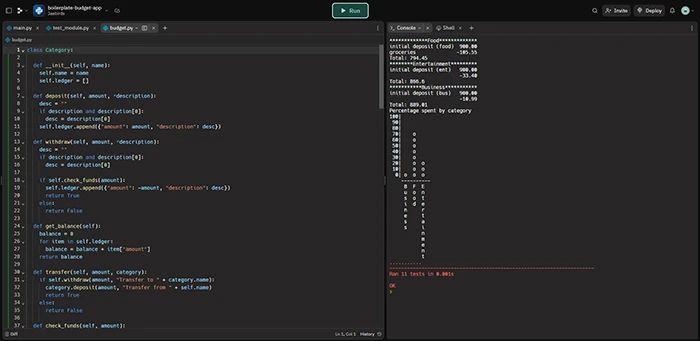 boilerplate-budget-app
Run
Invite
Deploy
main.py
test_module.py
budget.py
budget.py
1 class Category:
2
3 def __init__(self, name):
4 self.name = name
5 self.ledger = []
6
7 def deposit(self, amount, *description):
8 desc = ""
9 if description and description[0]:
10 desc = description[0]
11 self.ledger.append({"amount": amount, "description": desc})
12
13 def withdraw(self, amount, *description):
14 desc = ""
15 if description and description[0]:
16 desc = description[0]
17
18 if self.check_funds(amount):
19 self.ledger.append({"amount": -amount, "description": desc})
20 return True
21 else:
22 return False
23
24 def get_balance(self):
25 balance = 0
26 for item in self.ledger:
27 balance = balance + item["amount"]
28 return balance
29
30 def transfer(self, amount, category):
31 if self.withdraw(amount, "Transfer to " + category.name):
32 category.deposit(amount, "Transfer from " + self.name)
33 return True
34 else:
35 return False
36
37 def check_funds(self, amount):
Diff
Ln 1, Col 1 History
Console
Shell
*************Food*************
initial deposit (food) 900.00
groceries -105.55
Total: 794.45
********Entertainment*********
initial deposit (ent) 900.00
-33.40
Total: 866.6
***********Business***********
initial deposit (bus) 900.00
-10.99
Total: 889.01
Percentage spent by category
100|
90|
80|
70| o
60| o
50| o
40| o
30| o
20| o o
10| o o
0| o o o
----------
B F E
u o n
s o t
i d e
n r
e t
s a
s i
n
m
e
n
t
Ran 11 tests in 0.001s
OK